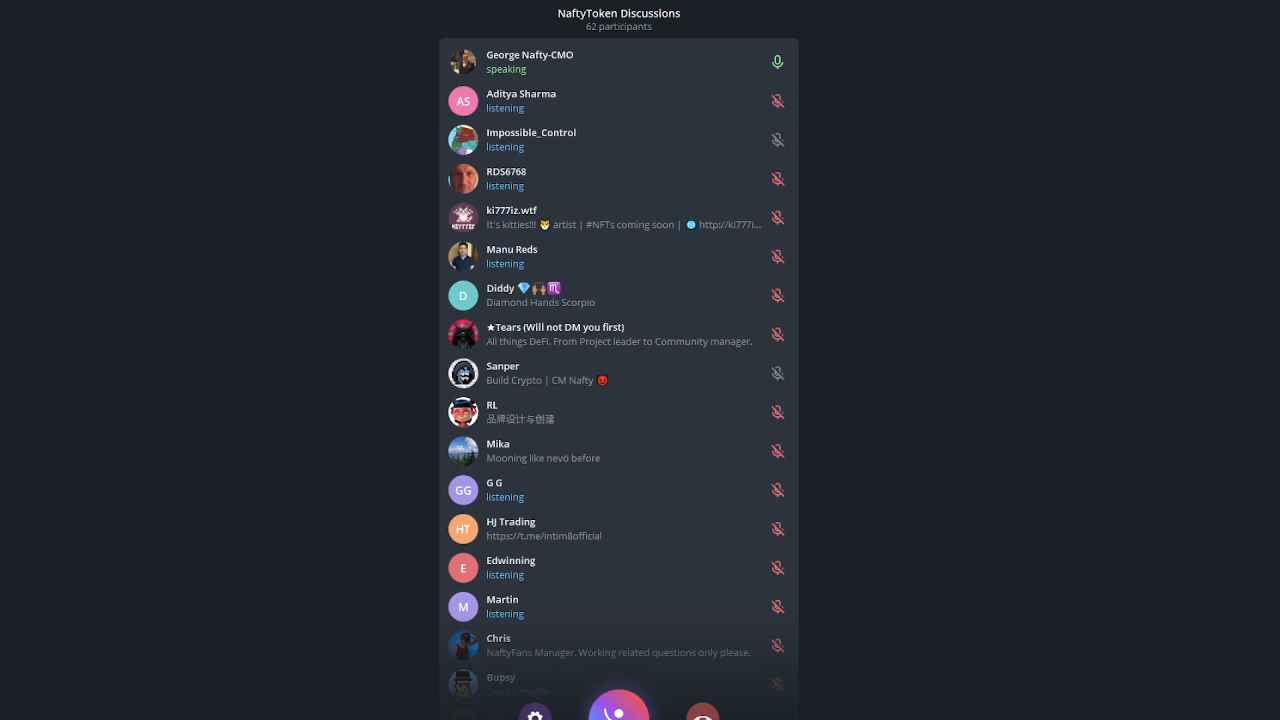 NaftyToken Discussions
62 participants
George Nafty-CMO
speaking
AS
Aditya Sharma
listening
Impossible_Control
listening
RDS6768
listening
ki777iz.wtf
It's kitties!!! 🐱 artist | #NFTs coming soon | 🌐 http://ki777i...
Manu Reds
listening
D
Diddy 💎🙌🏽♏
Diamond Hands Scorpio
★Tears (Will not DM you first)
All things DeFi. From Project leader to Community manager.
Sanper
Build Crypto | CM Nafty 👹
RL
品牌设计与创建
Mika
Mooning like nevö before
GG
G G
listening
HT
HJ Trading
https://t.me/intim8official
E
Edwinning
listening
M
Martin
listening
Chris
NaftyFans Manager. Working related questions only please.
Bupsy